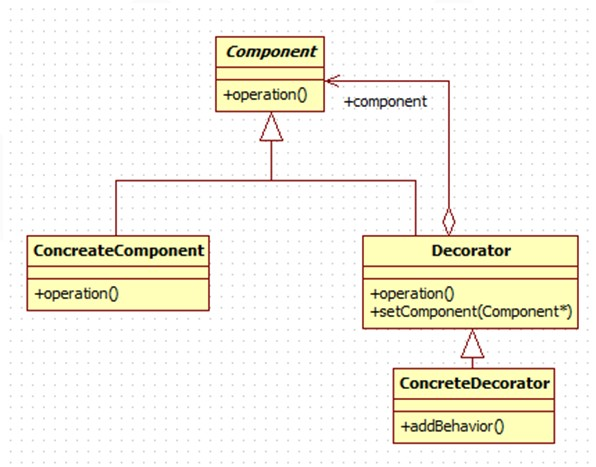 Component
+operation()
+component
ConcreateComponent
+operation()
Decorator
+operation()
+setComponent(Component*)
ConcreteDecorator
+addBehavior()